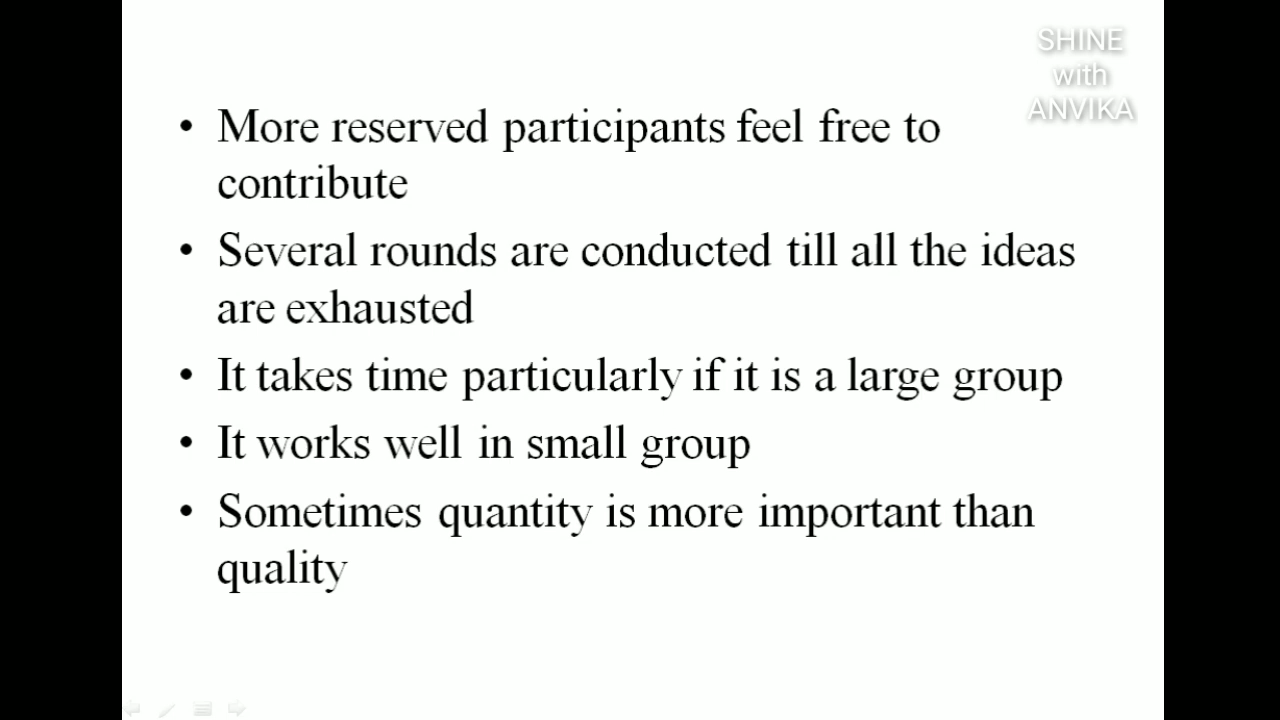 SHINE
with
ANVIKA
• More reserved participants feel free to
contribute
• Several rounds are conducted till all the ideas
are exhausted
• It takes time particularly if it is a large group
• It works well in small group
• Sometimes quantity is more important than
quality